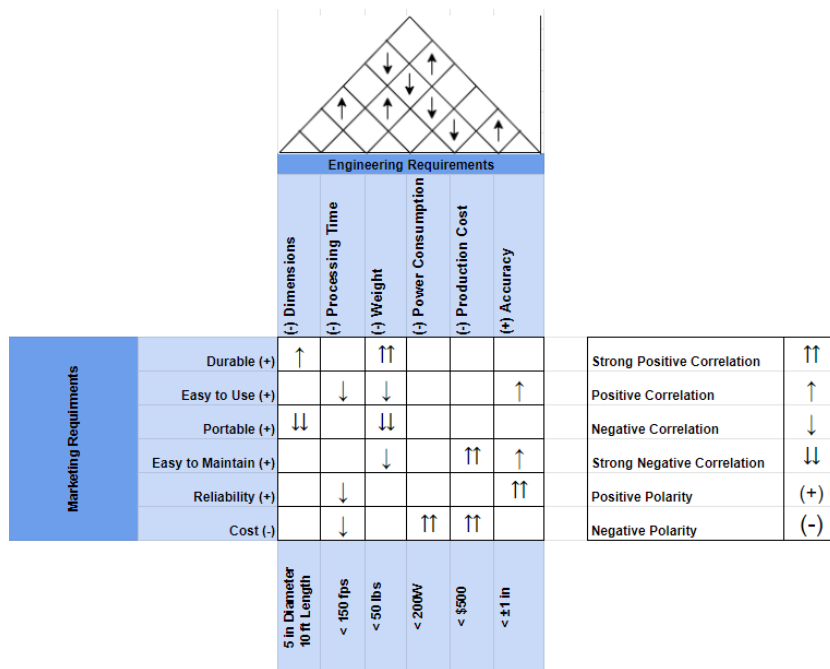 Engineering Requirements
(-) Dimensions
(-) Processing Time
(-) Weight
(-) Power Consumption
(-) Production Cost
(+) Accuracy
Marketing Requirments
Durable (+) ↑ ⇈
Easy to Use (+) ↓ ↓ ↑
Portable (+) ⇊ ⇊
Easy to Maintain (+) ↓ ⇈ ↑
Reliability (+) ↓ ⇈
Cost (-) ↓ ⇈ ⇈
Strong Positive Correlation ⇈
Positive Correlation ↑
Negative Correlation ↓
Strong Negative Correlation ⇊
Positive Polarity (+)
Negative Polarity (-)
5 in Diameter
10 ft Length
< 150 fps
< 50 lbs
< 200W
< $500
< ±1 in